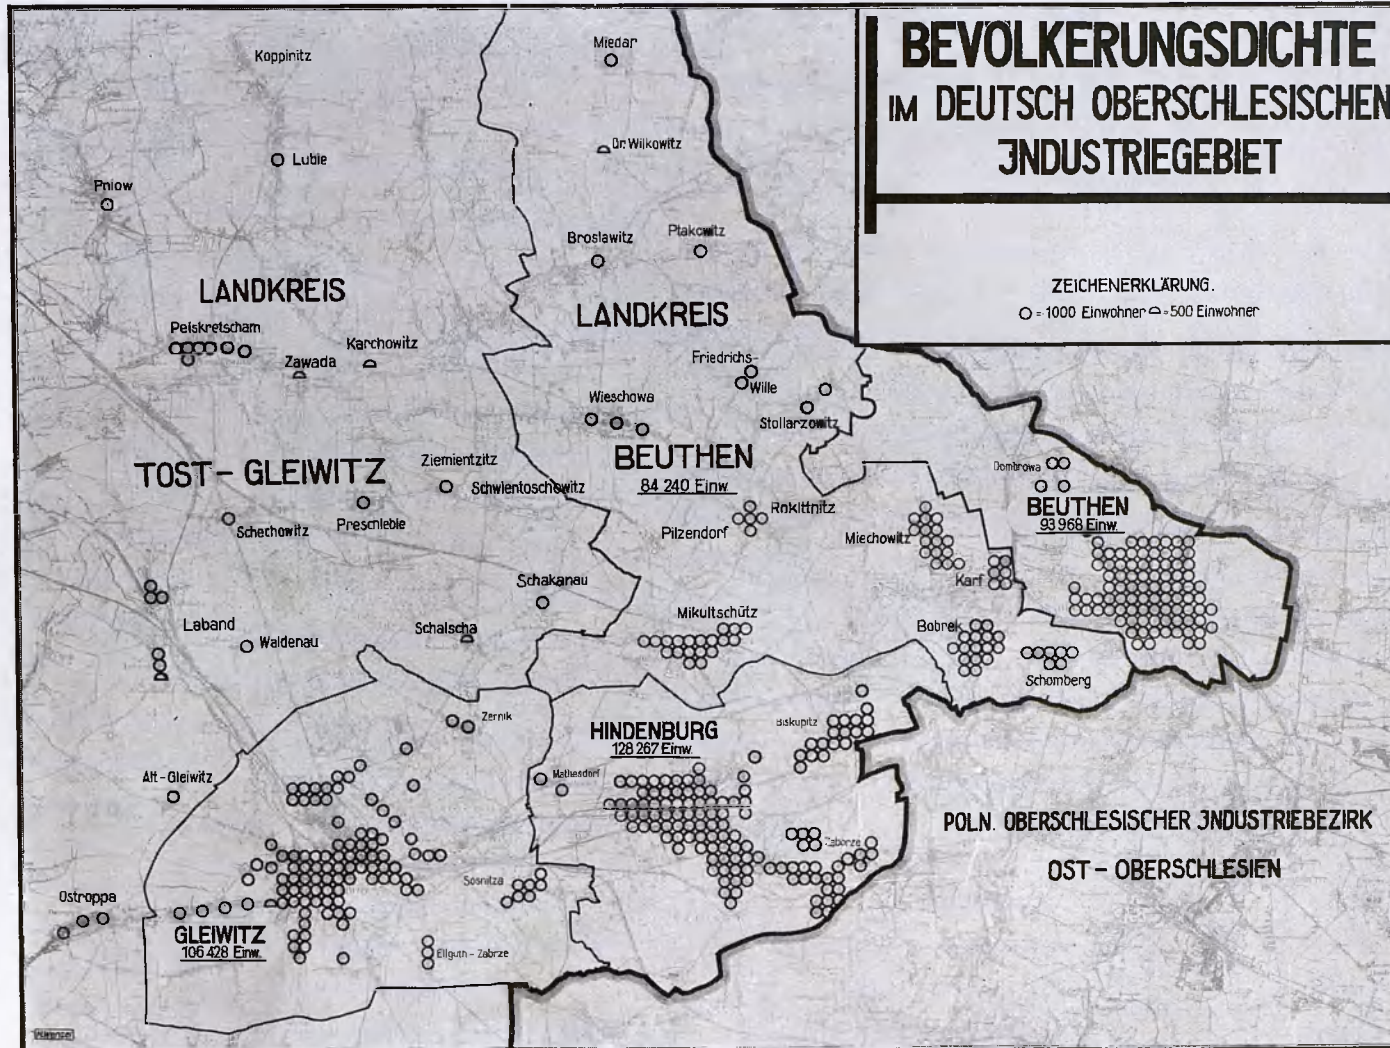 BEVÖLKERUNGSDICHTE
IM DEUTSCH OBERSCHLESISCHEN
JNDUSTRIEGEBIET
ZEICHENERKLÄRUNG.
○ = 1000 Einwohner ⌓ = 500 Einwohner
Koppinitz
Miedar
Lubie
Dr. Wilkowitz
Pniow
Broslawitz
Ptakowitz
LANDKREIS
LANDKREIS
Peiskretscham
Zawada
Karchowitz
Friedrichs-
Wille
Wieschowa
Stollarzowitz
TOST - GLEIWITZ
Ziemientzitz
BEUTHEN
84 240 Einw
Schwientoschowitz
Dombrowa
BEUTHEN
93 968 Einw.
Schechowitz
Preschlebie
Pilzendorf
Rokittnitz
Miechowitz
Karf
Schakanau
Mikultschütz
Laband
Waldenau
Schalscha
Bobrek
Schomberg
Zernik
HINDENBURG
128 267 Einw.
Biskupitz
Alt-Gleiwitz
Mathesdorf
POLN. OBERSCHLESISCHER JNDUSTRIEBEZIRK
OST - OBERSCHLESIEN
Zaborze
Sosnitza
Ostroppa
GLEIWITZ
106 428 Einw.
Ellguth - Zabrze